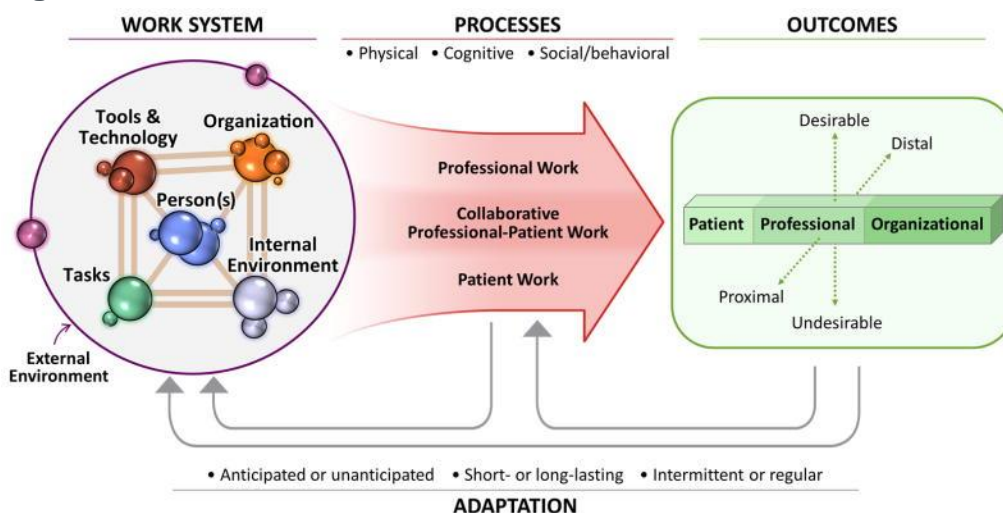 WORK SYSTEM
PROCESSES
OUTCOMES
• Physical • Cognitive • Social/behavioral
Tools &
Technology
Organization
Person(s)
Internal
Environment
Tasks
External
Environment
Professional Work
Collaborative
Professional-Patient Work
Patient Work
Desirable
Distal
Patient Professional Organizational
Proximal
Undesirable
• Anticipated or unanticipated • Short- or long-lasting • Intermittent or regular
ADAPTATION